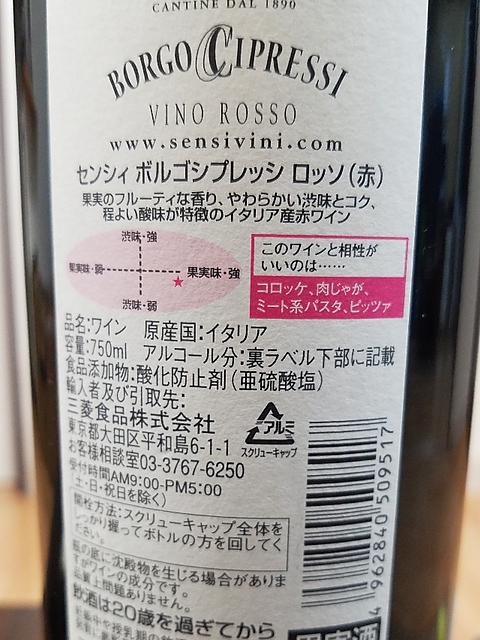 CANTINE DAL 1890
BORGO CIPRESSI
VINO ROSSO
www.sensivini.com
センシィ ボルゴシプレッシ ロッソ（赤）
果実のフルーティな香り、やわらかい渋味とコク、
程よい酸味が特徴のイタリア産赤ワイン
渋味・強
果実味・弱
果実味・強
渋味・弱
このワインと相性が
いいのは……
コロッケ、肉じゃが、
ミート系パスタ、ピッツァ
品名：ワイン 原産国：イタリア
容量：750ml アルコール分：裏ラベル下部に記載
食品添加物：酸化防止剤（亜硫酸塩）
輸入者及び引取先：
三菱食品株式会社
東京都大田区平和島6-1-1
お客様相談室03-3767-6250
受付時間AM9:00-PM5:00
（土・日・祝日を除く）
アルミ
スクリューキャップ
開栓方法：スクリューキャップ全体を
しっかり握ってボトルの方を回してく
ださい。
瓶の底に沈殿物を生じる場合がありま
すがワインの成分です。
品質上問題ありません。
飲酒は20歳を過ぎてから
4 962840 509517